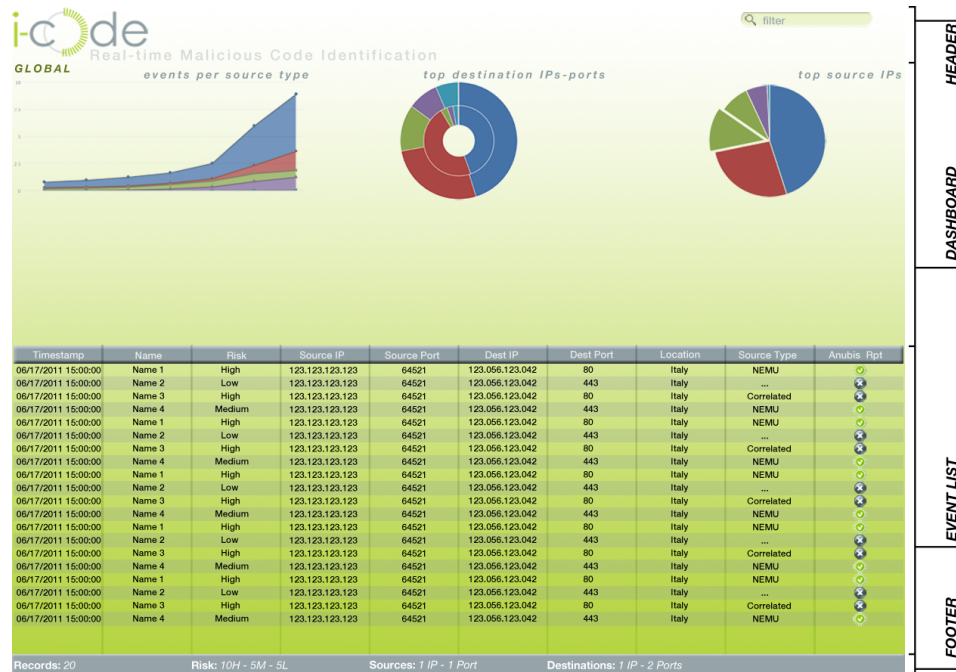 i-code
Real-time Malicious Code Identification
filter
GLOBAL
events per source type
top destination IPs-ports
top source IPs
10
7.5
5
2.5
0
HEADER
DASHBOARD
EVENT LIST
FOOTER
Timestamp Name Risk Source IP Source Port Dest IP Dest Port Location Source Type Anubis Rpt
06/17/2011 15:00:00 Name 1 High 123.123.123.123 64521 123.056.123.042 80 Italy NEMU
06/17/2011 15:00:00 Name 2 Low 123.123.123.123 64521 123.056.123.042 443 Italy ...
06/17/2011 15:00:00 Name 3 High 123.123.123.123 64521 123.056.123.042 80 Italy Correlated
06/17/2011 15:00:00 Name 4 Medium 123.123.123.123 64521 123.056.123.042 443 Italy NEMU
06/17/2011 15:00:00 Name 1 High 123.123.123.123 64521 123.056.123.042 80 Italy NEMU
06/17/2011 15:00:00 Name 2 Low 123.123.123.123 64521 123.056.123.042 443 Italy ...
06/17/2011 15:00:00 Name 3 High 123.123.123.123 64521 123.056.123.042 80 Italy Correlated
06/17/2011 15:00:00 Name 4 Medium 123.123.123.123 64521 123.056.123.042 443 Italy NEMU
06/17/2011 15:00:00 Name 1 High 123.123.123.123 64521 123.056.123.042 80 Italy NEMU
06/17/2011 15:00:00 Name 2 Low 123.123.123.123 64521 123.056.123.042 443 Italy ...
06/17/2011 15:00:00 Name 3 High 123.123.123.123 64521 123.056.123.042 80 Italy Correlated
06/17/2011 15:00:00 Name 4 Medium 123.123.123.123 64521 123.056.123.042 443 Italy NEMU
06/17/2011 15:00:00 Name 1 High 123.123.123.123 64521 123.056.123.042 80 Italy NEMU
06/17/2011 15:00:00 Name 2 Low 123.123.123.123 64521 123.056.123.042 443 Italy ...
06/17/2011 15:00:00 Name 3 High 123.123.123.123 64521 123.056.123.042 80 Italy Correlated
06/17/2011 15:00:00 Name 4 Medium 123.123.123.123 64521 123.056.123.042 443 Italy NEMU
06/17/2011 15:00:00 Name 1 High 123.123.123.123 64521 123.056.123.042 80 Italy NEMU
06/17/2011 15:00:00 Name 2 Low 123.123.123.123 64521 123.056.123.042 443 Italy ...
06/17/2011 15:00:00 Name 3 High 123.123.123.123 64521 123.056.123.042 80 Italy Correlated
06/17/2011 15:00:00 Name 4 Medium 123.123.123.123 64521 123.056.123.042 443 Italy NEMU
Records: 20 Risk: 10H - 5M - 5L Sources: 1 IP - 1 Port Destinations: 1 IP - 2 Ports